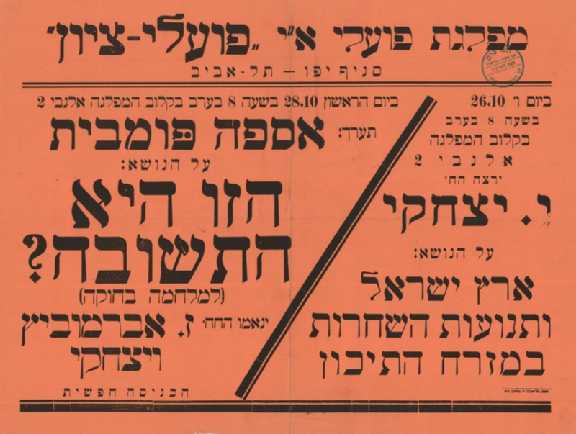 מפלגת פועלי א"י „פועלי-ציון"
סניף יפו – תל-אביב
ביום ו 26.10
בשעה 8 בערב
בקלוב המפלגה
אלנבי 2
ירצה הח'
י. יצחקי
על הנושא:
ארץ ישראל
ותנועות השחרור
במזרח התיכון
ביום הראשון 28.10 בשעה 8 בערב בקלוב המפלגה אלנבי 2
תערך: אספה פומבית
על הנושא:
הזו היא
התשובה?
(למלחמה בחוקה)
ינאמו החח' ז. אברמוביץ
ויצחקי
הכניסה חפשית